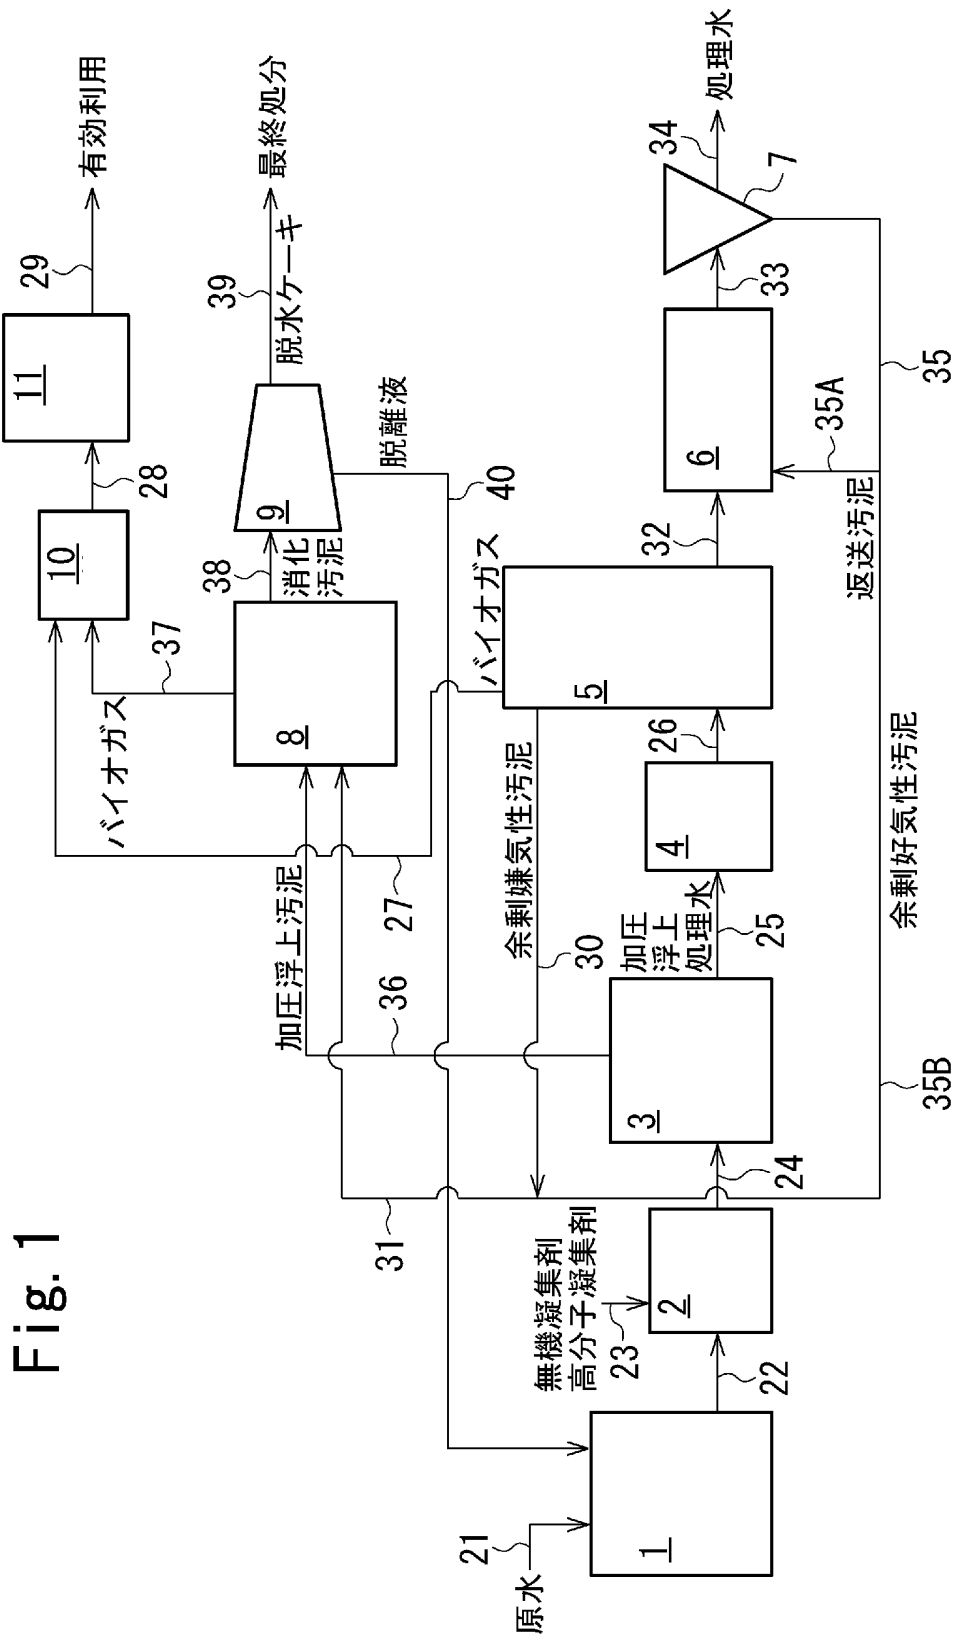 Fig. 1
有効利用
29
11
28
10
37
バイオガス
最終処分
39
脱水ケーキ
9
脱離液
38
消化
汚泥
8
加圧浮上汚泥
27
36
31
40
バイオガス
5
余剰嫌気性汚泥
30
処理水
34
7
33
6
35A
35
返送汚泥
32
26
4
加圧
浮上
処理水
25
余剰好気性汚泥
3
35B
24
無機凝集剤
高分子凝集剤
23
2
22
21
原水
1